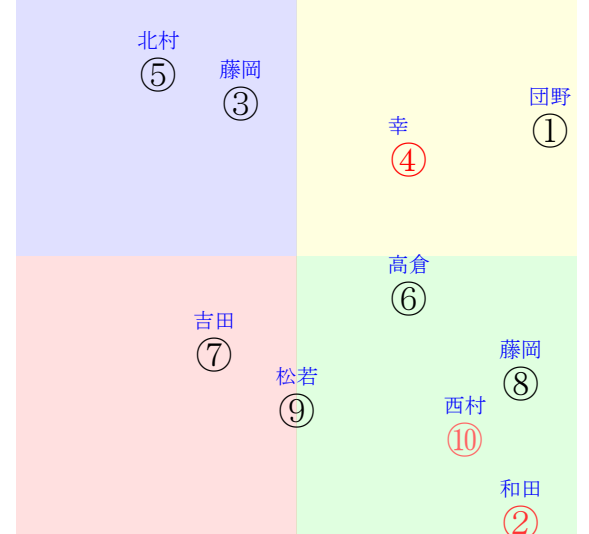 北村
⑤
藤岡
③
団野
①
幸
④
高倉
⑥
吉田
⑦
藤岡
⑧
松若
⑨
西村
⑩
和田
②